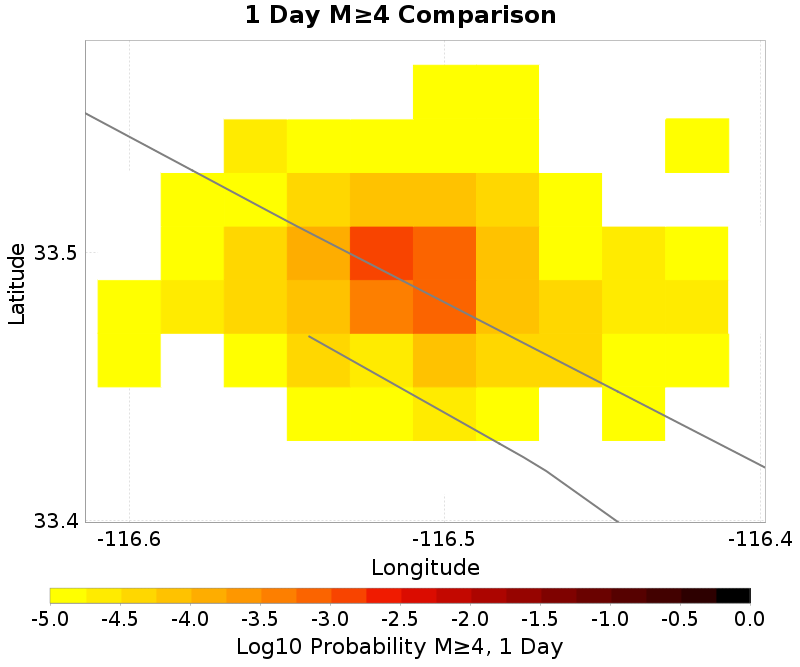 1 Day M≥4 Comparison
Latitude
33.5
33.4
-116.6 -116.5 -116.4
Longitude
-5.0 -4.5 -4.0 -3.5 -3.0 -2.5 -2.0 -1.5 -1.0 -0.5 0.0
Log10 Probability M≥4, 1 Day